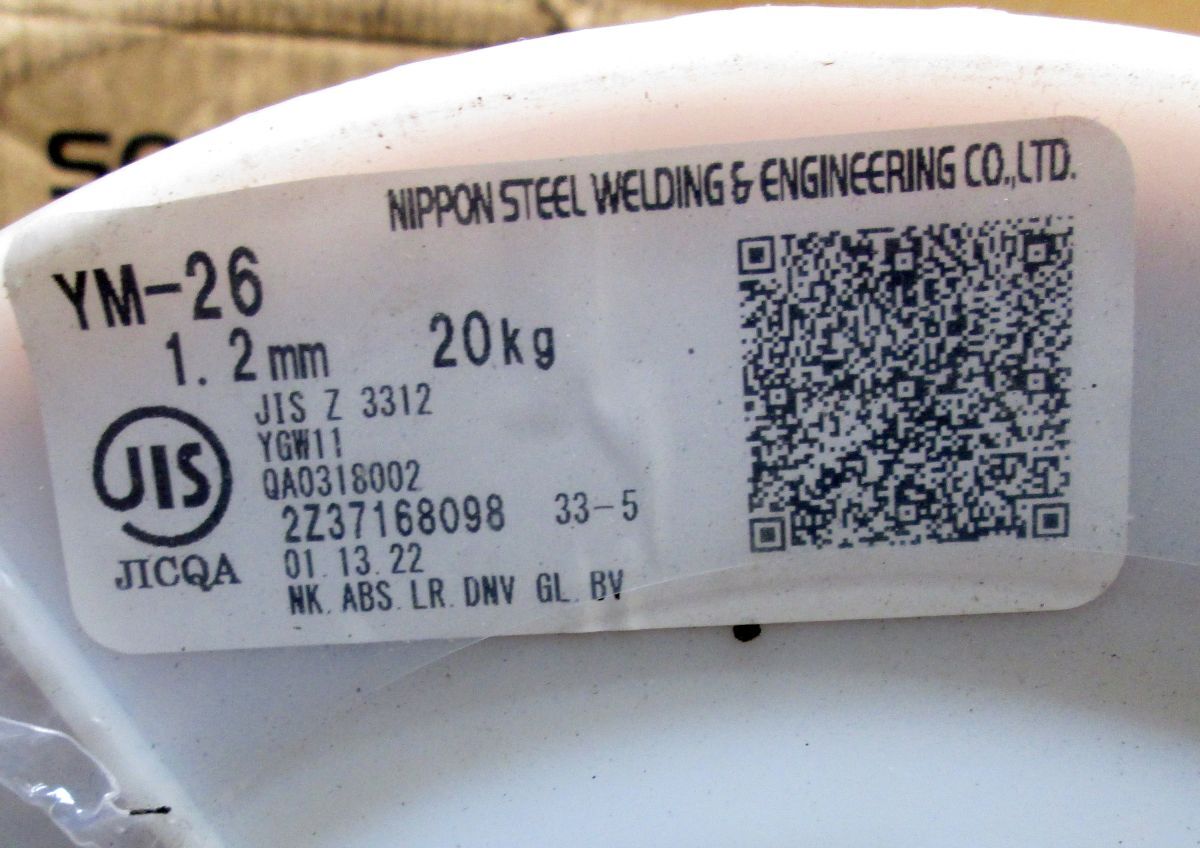 NIPPON STEEL WELDING & ENGINEERING CO.,LTD.
YM-26
1.2mm 20kg
JIS Z 3312
YGW11
QA0318002
2Z37168098 33-5
01.13.22
NK.ABS.LR.DNV GL.BV
JIS
JICQA